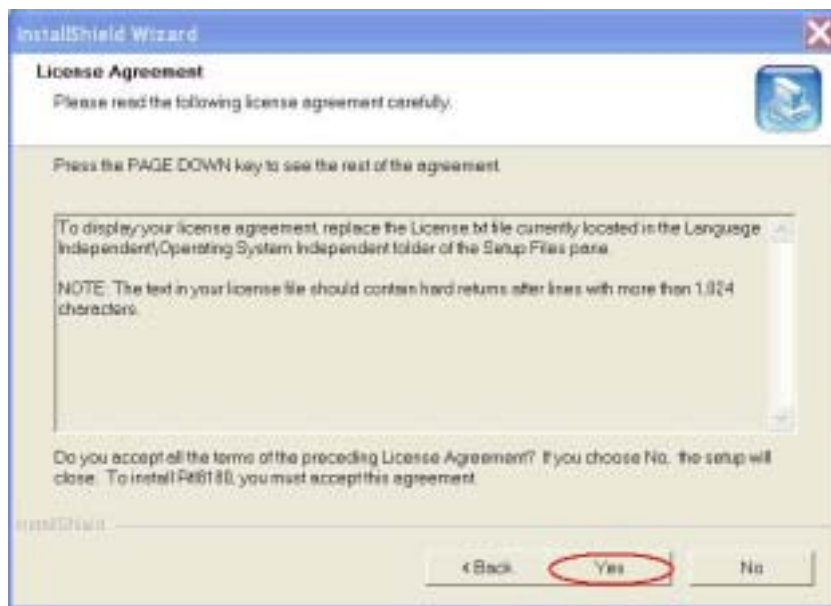 InstallShield Wizard
License Agreement
Please read the following license agreement carefully.
Press the PAGE DOWN key to see the rest of the agreement.
To display your license agreement, replace the License.txt file currently located in the Language
Independent\Operating System Independent folder of the Setup Files pane.
NOTE: The text in your license file should contain hard returns after lines with more than 1,024
characters.
Do you accept all the terms of the preceding License Agreement? If you choose No, the setup will
close. To install Rtl8180, you must accept this agreement.
InstallShield
< Back
Yes
No